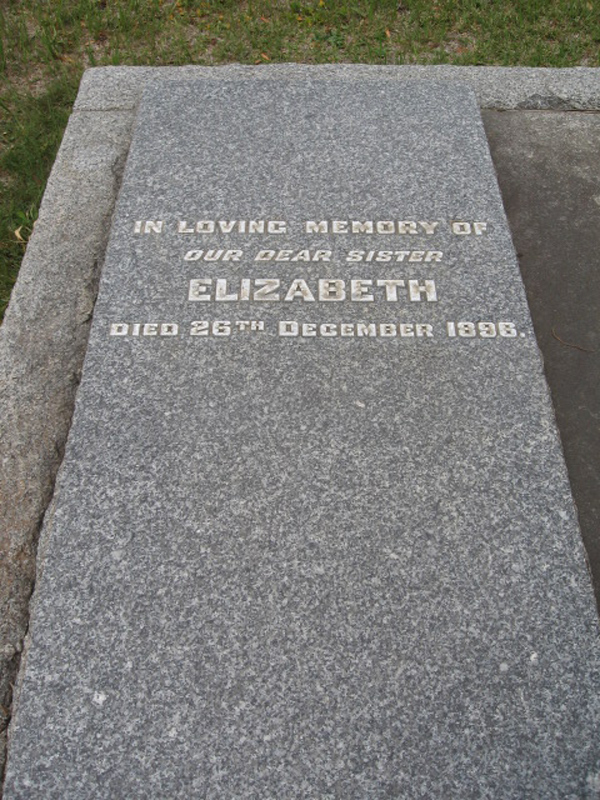 IN LOVING MEMORY OF
OUR DEAR SISTER
ELIZABETH
DIED 26TH DECEMBER 1896.